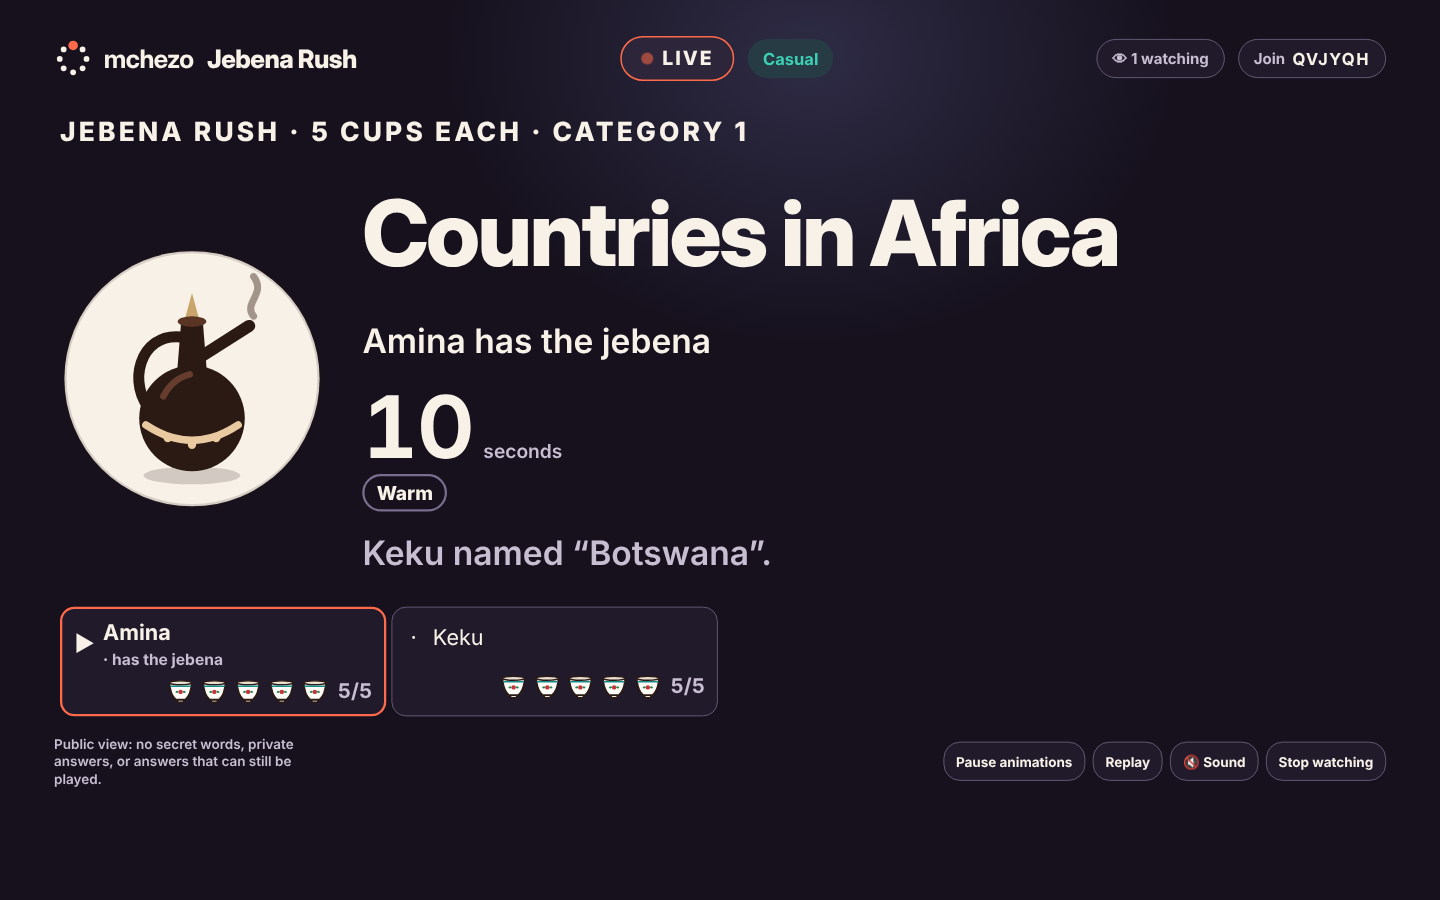 mchezo Jebena Rush
LIVE
Casual
1 watching
Join QVJYQH
JEBENA RUSH · 5 CUPS EACH · CATEGORY 1
Countries in Africa
Amina has the jebena
10 seconds
Warm
Keku named “Botswana”.
Amina
· has the jebena
5/5
· Keku
5/5
Public view: no secret words, private
answers, or answers that can still be
played.
Pause animations
Replay
Sound
Stop watching